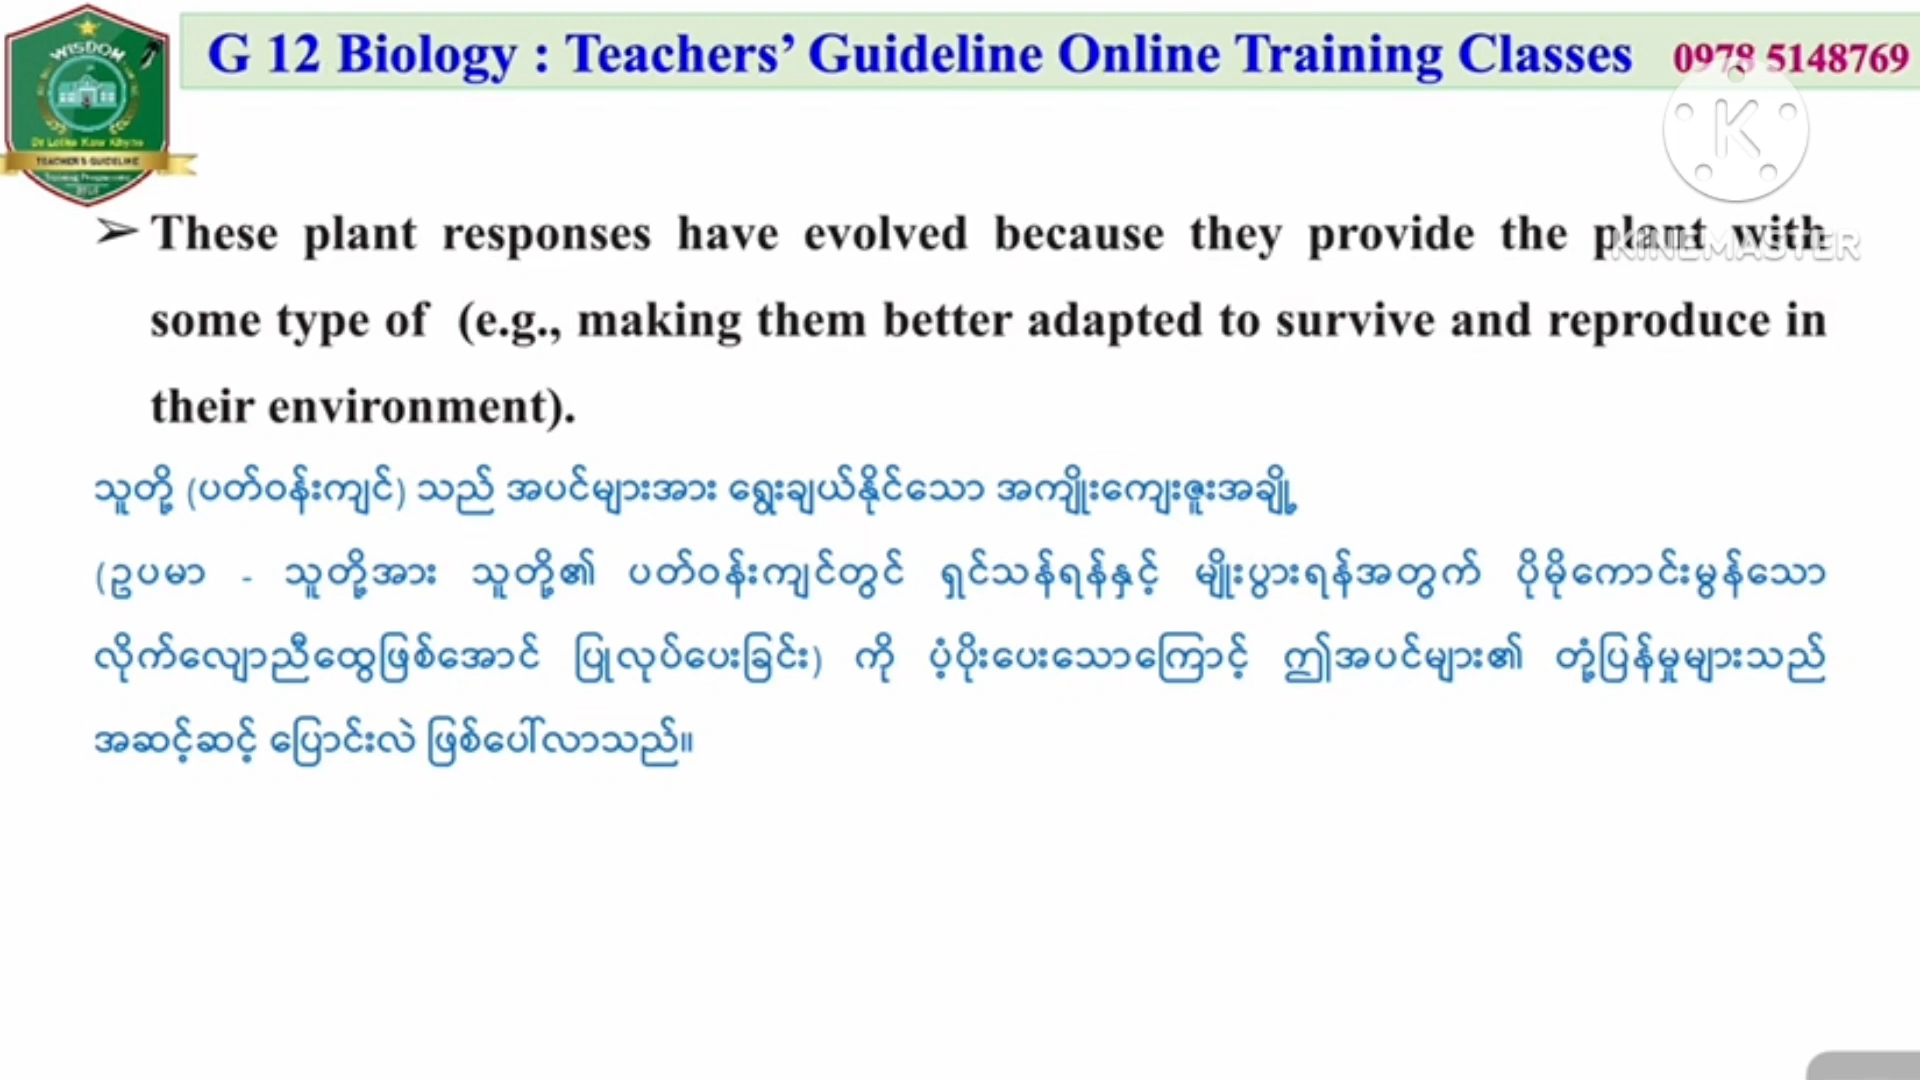 WISDOM
G 12 Biology : Teachers’ Guideline Online Training Classes 0978 5148769
TEACHER'S GUIDELINE
Training Programme
KINEMASTER
➢ These plant responses have evolved because they provide the plant with
some type of (e.g., making them better adapted to survive and reproduce in
their environment).
သူတို့ (ပတ်ဝန်းကျင်) သည် အပင်များအား ရွေးချယ်နိုင်သော အကျိုးကျေးဇူးအချို့
(ဥပမာ - သူတို့အား သူတို့၏ ပတ်ဝန်းကျင်တွင် ရှင်သန်ရန်နှင့် မျိုးပွားရန်အတွက် ပိုမိုကောင်းမွန်သော
လိုက်လျောညီထွေဖြစ်အောင် ပြုလုပ်ပေးခြင်း) ကို ပံ့ပိုးပေးသောကြောင့် ဤအပင်များ၏ တုံ့ပြန်မှုများသည်
အဆင့်ဆင့် ပြောင်းလဲ ဖြစ်ပေါ်လာသည်။